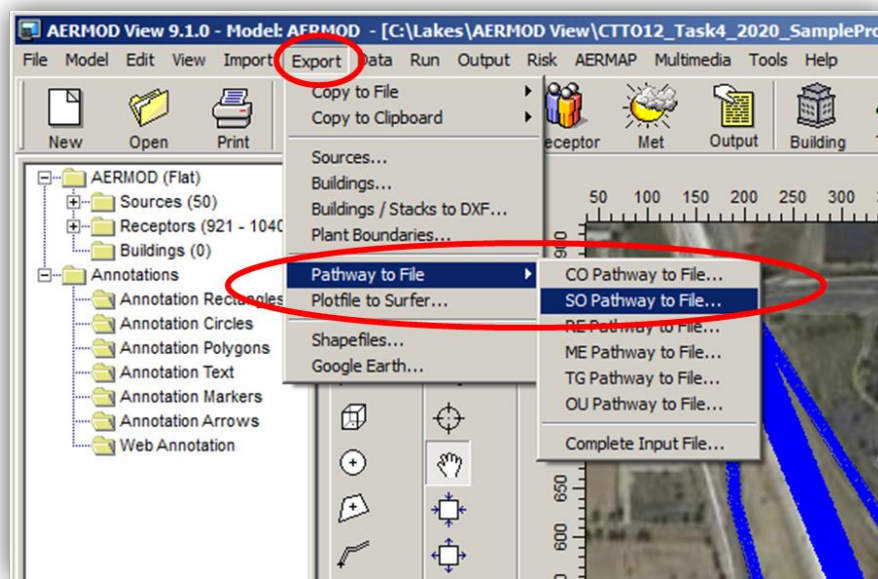 AERMOD View 9.1.0 - Model: AERMOD - [C:\Lakes\AERMOD View\CTTO12_Task4_2020_SamplePro
File Model Edit View Import Export Data Run Output Risk AERMAP Multimedia Tools Help
New Open Print Receptor Met Output Building
Copy to File
Copy to Clipboard
Sources...
Buildings...
Buildings / Stacks to DXF...
Plant Boundaries...
Pathway to File
Plotfile to Surfer...
Shapefiles...
Google Earth...
CO Pathway to File...
SO Pathway to File...
RE Pathway to File...
ME Pathway to File...
TG Pathway to File...
OU Pathway to File...
Complete Input File...
AERMOD (Flat)
Sources (50)
Receptors (921 - 1040
Buildings (0)
Annotations
Annotation Rectangles
Annotation Circles
Annotation Polygons
Annotation Text
Annotation Markers
Annotation Arrows
Web Annotation
50 100 150 200 250 300
900
650
600